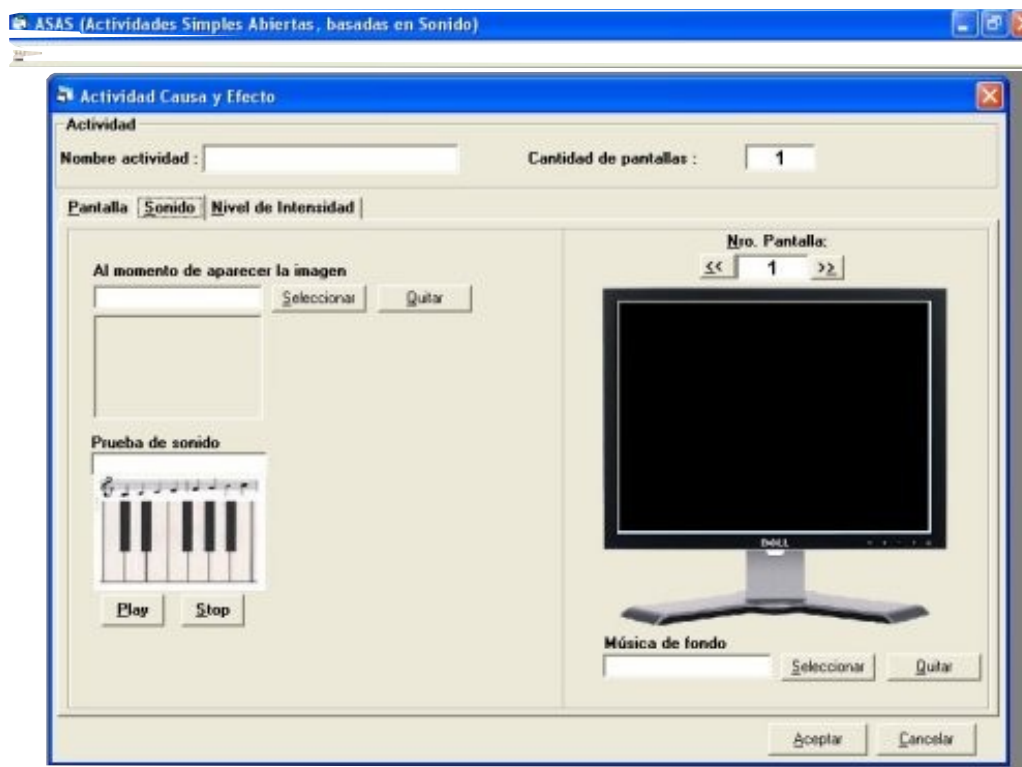 ASAS (Actividades Simples Abiertas, basadas en Sonido)
Actividad Causa y Efecto
Actividad
Nombre actividad :
Cantidad de pantallas : 1
Pantalla Sonido Nivel de Intensidad
Nro. Pantalla:
<< 1 >>
Al momento de aparecer la imagen
Seleccionar Quitar
Prueba de sonido
DELL
Play Stop
Música de fondo
Seleccionar Quitar
Aceptar Cancelar